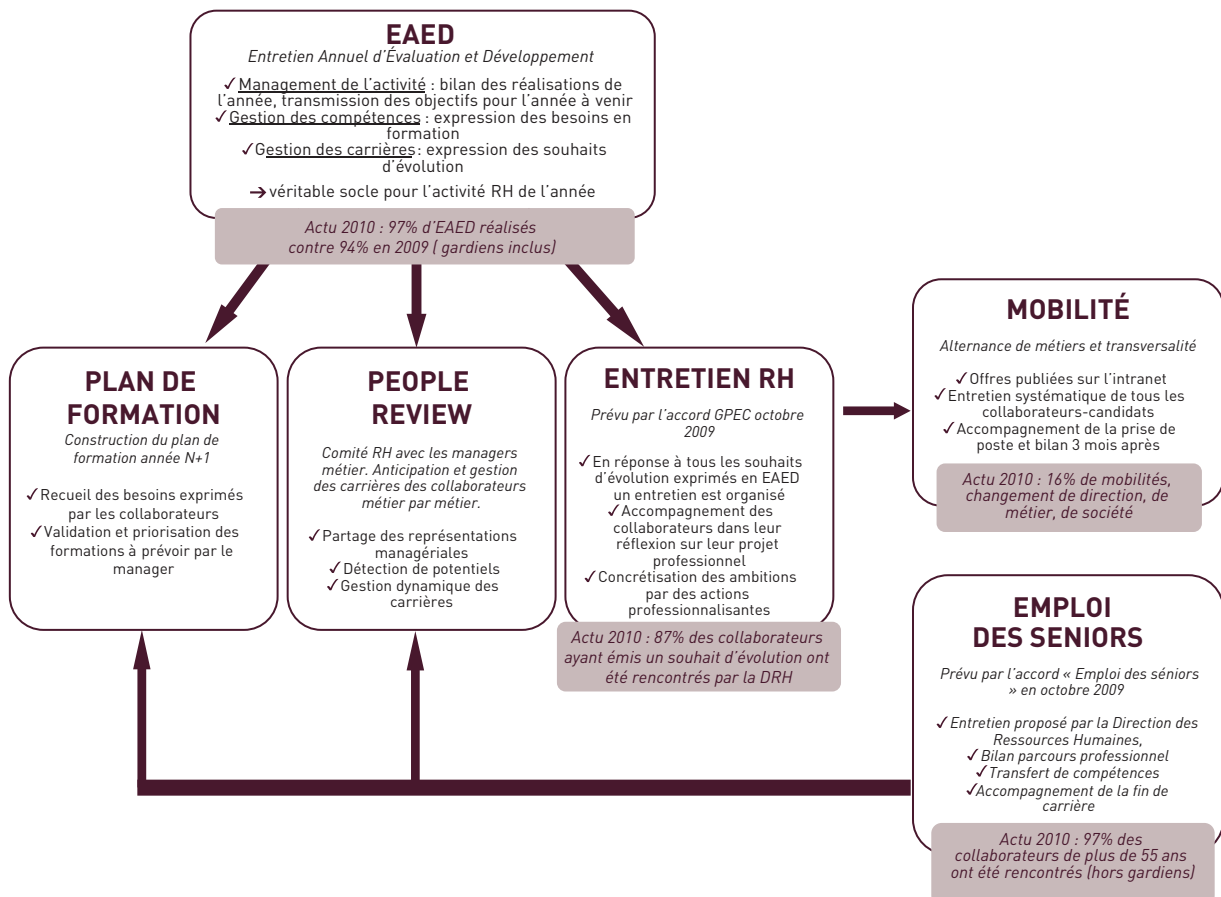 EAED
Entretien Annuel d'Évaluation et Développement
✓Management de l'activité : bilan des réalisations de
l'année, transmission des objectifs pour l'année à venir
✓Gestion des compétences : expression des besoins en
formation
✓Gestion des carrières: expression des souhaits
d'évolution
➔ véritable socle pour l'activité RH de l'année
Actu 2010 : 97% d'EAED réalisés
contre 94% en 2009 ( gardiens inclus)
PLAN DE
FORMATION
Construction du plan de
formation année N+1
✓Recueil des besoins exprimés
par les collaborateurs
✓Validation et priorisation des
formations à prévoir par le
manager
PEOPLE
REVIEW
Comité RH avec les managers
métier. Anticipation et gestion
des carrières des collaborateurs
métier par métier.
✓Partage des représentations
managériales
✓Détection de potentiels
✓Gestion dynamique des
carrières
ENTRETIEN RH
Prévu par l'accord GPEC octobre
2009
✓En réponse à tous les souhaits
d'évolution exprimés en EAED
un entretien est organisé
✓Accompagnement des
collaborateurs dans leur
réflexion sur leur projet
professionnel
✓Concrétisation des ambitions
par des actions
professionnalisantes
Actu 2010 : 87% des collaborateurs
ayant émis un souhait d'évolution ont
été rencontrés par la DRH
MOBILITÉ
Alternance de métiers et transversalité
✓Offres publiées sur l'intranet
✓Entretien systématique de tous les
collaborateurs-candidats
✓Accompagnement de la prise de
poste et bilan 3 mois après
Actu 2010 : 16% de mobilités,
changement de direction, de
métier, de société
EMPLOI
DES SENIORS
Prévu par l'accord « Emploi des séniors
» en octobre 2009
✓Entretien proposé par la Direction des
Ressources Humaines,
✓Bilan parcours professionnel
✓Transfert de compétences
✓Accompagnement de la fin de
carrière
Actu 2010 : 97% des
collaborateurs de plus de 55 ans
ont été rencontrés (hors gardiens)